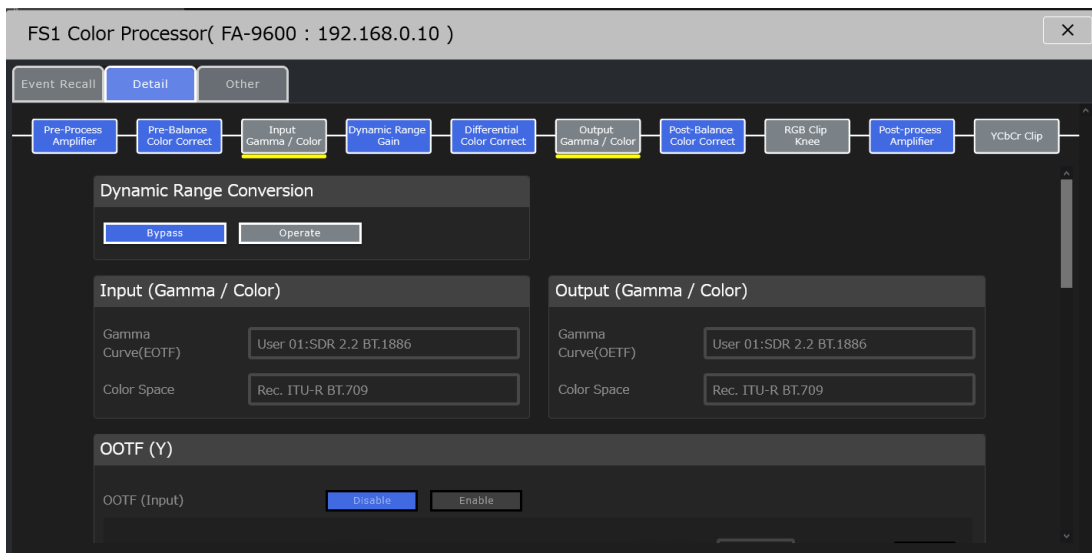 FS1 Color Processor( FA-9600 : 192.168.0.10 )
Event Recall
Detail
Other
Pre-Process
Amplifier
Pre-Balance
Color Correct
Input
Gamma / Color
Dynamic Range
Gain
Differential
Color Correct
Output
Gamma / Color
Post-Balance
Color Correct
RGB Clip
Knee
Post-process
Amplifier
YCbCr Clip
Dynamic Range Conversion
Bypass
Operate
Input (Gamma / Color)
Gamma
Curve(EOTF)
User 01:SDR 2.2 BT.1886
Color Space
Rec. ITU-R BT.709
Output (Gamma / Color)
Gamma
Curve(OETF)
User 01:SDR 2.2 BT.1886
Color Space
Rec. ITU-R BT.709
OOTF (Y)
OOTF (Input)
Disable
Enable